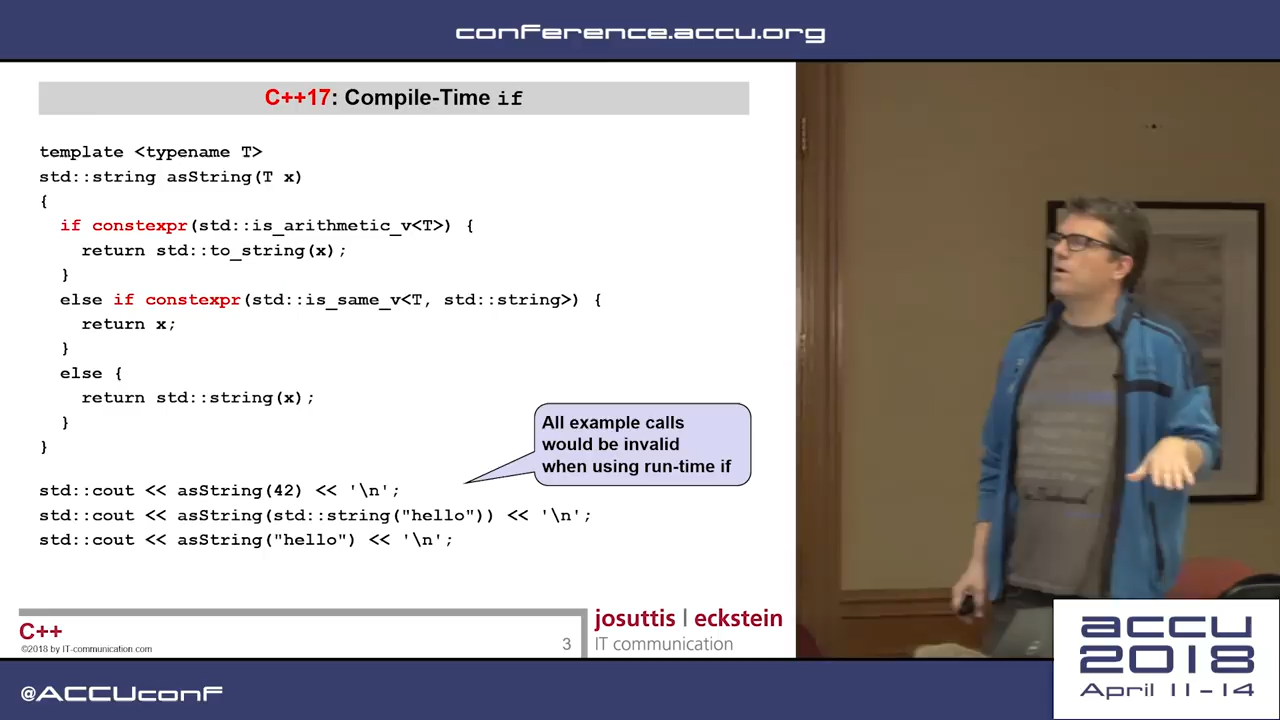 conference.accu.org
C++17: Compile-Time if
template <typename T>
std::string asString(T x)
{
if constexpr(std::is_arithmetic_v<T>) {
return std::to_string(x);
}
else if constexpr(std::is_same_v<T, std::string>) {
return x;
}
else {
return std::string(x);
}
}
All example calls
would be invalid
when using run-time if
std::cout << asString(42) << '\n';
std::cout << asString(std::string("hello")) << '\n';
std::cout << asString("hello") << '\n';
C++
©2018 by IT-communication.com
3
josuttis | eckstein
IT communication
accu
2018
April 11-14
@ACCUconf